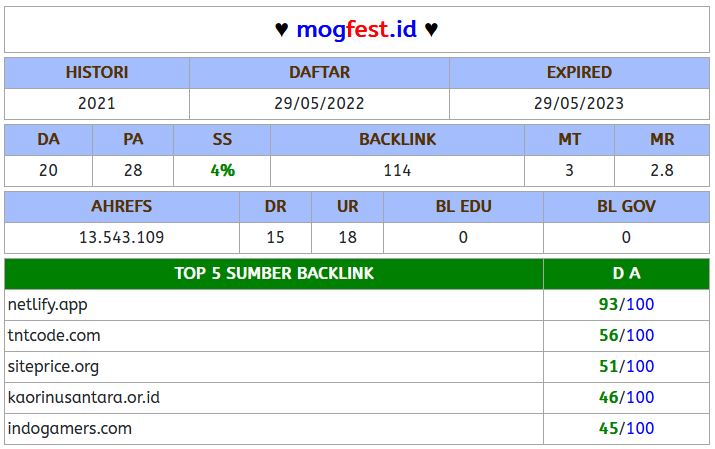 ♥ mogfest.id ♥
HISTORI DAFTAR EXPIRED
2021 29/05/2022 29/05/2023
DA PA SS BACKLINK MT MR
20 28 4% 114 3 2.8
AHREFS DR UR BL EDU BL GOV
13.543.109 15 18 0 0
TOP 5 SUMBER BACKLINK D A
netlify.app 93/100
tntcode.com 56/100
siteprice.org 51/100
kaorinusantara.or.id 46/100
indogamers.com 45/100